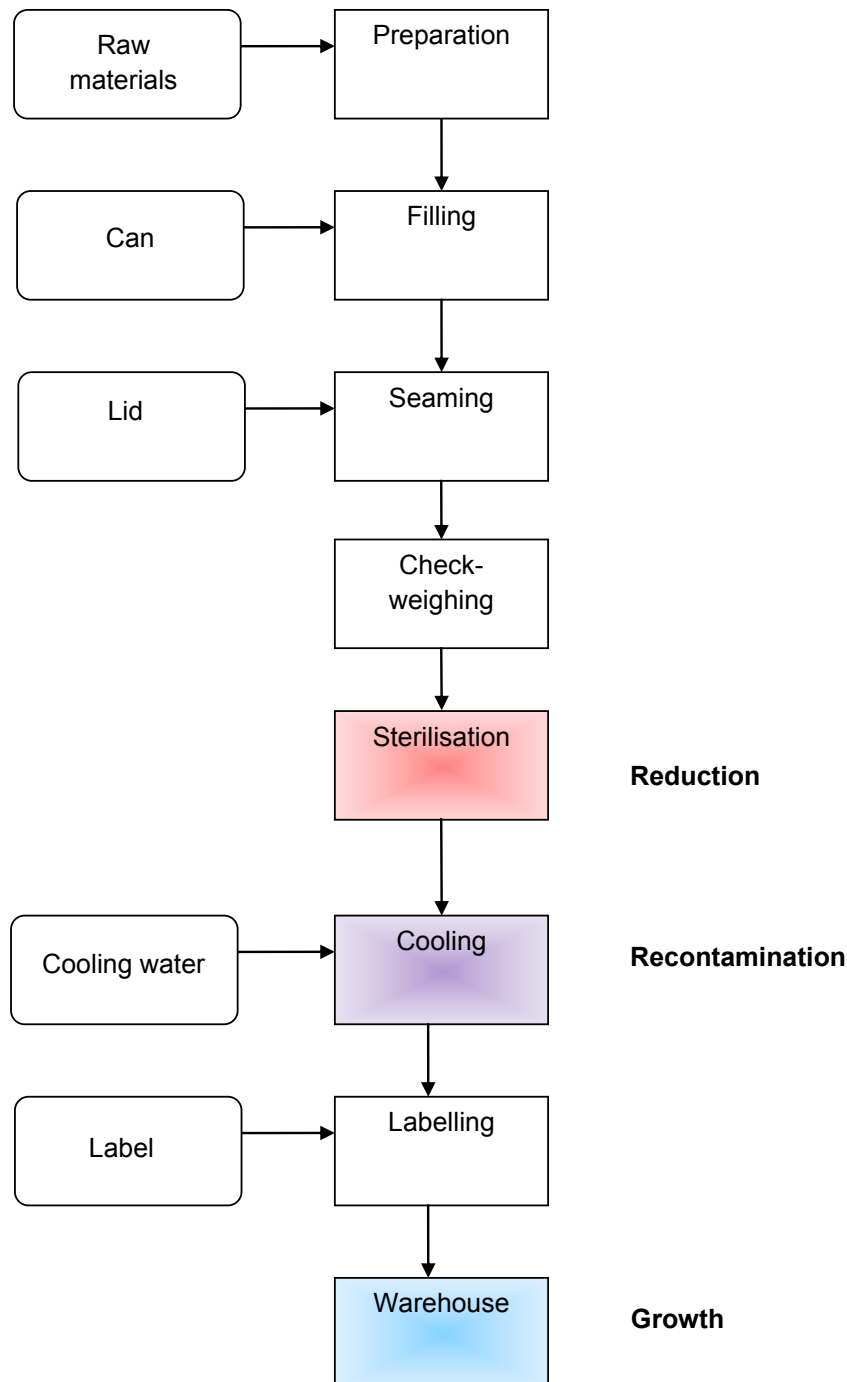 Raw
materials
Preparation
Can
Filling
Lid
Seaming
Check-
weighing
Sterilisation
Reduction
Cooling water
Cooling
Recontamination
Label
Labelling
Warehouse
Growth